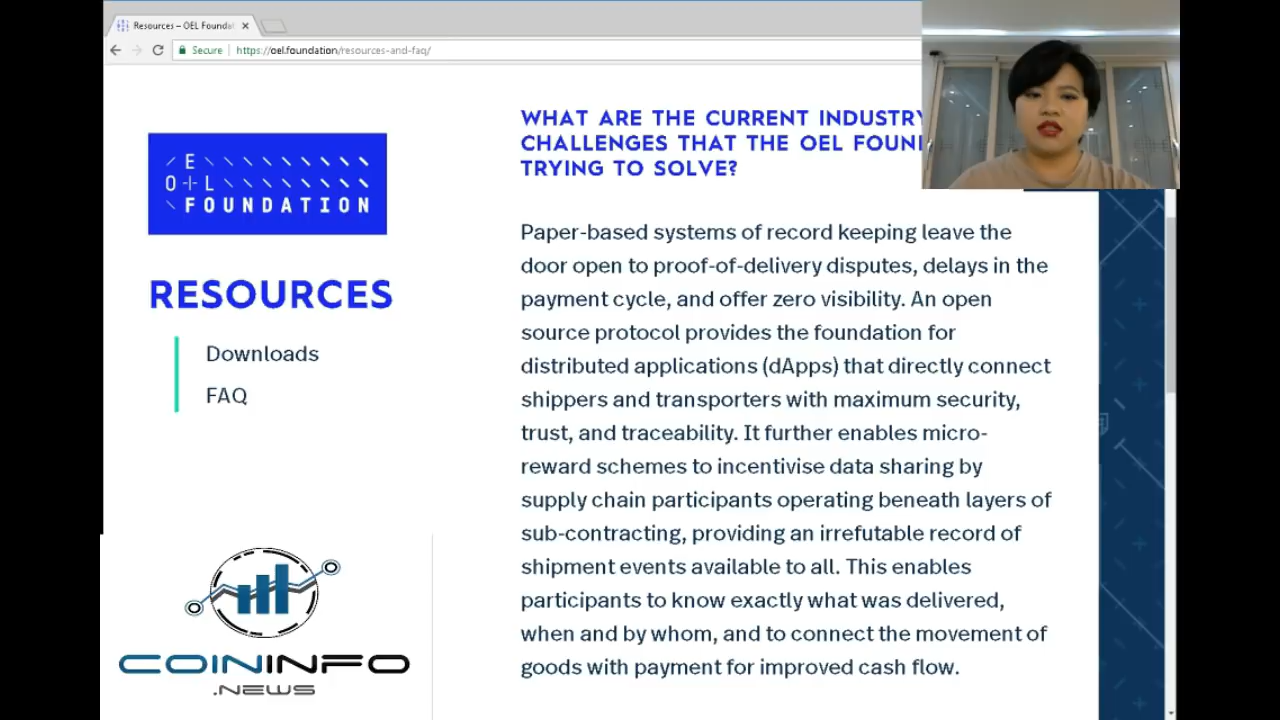 Resources – OEL Foundat
Secure
https://oel.foundation/resources-and-faq/
E
O L
FOUNDATION
RESOURCES
Downloads
FAQ
COININFO
.NEWS
WHAT ARE THE CURRENT INDUSTRY
CHALLENGES THAT THE OEL FOUN
TRYING TO SOLVE?
Paper-based systems of record keeping leave the
door open to proof-of-delivery disputes, delays in the
payment cycle, and offer zero visibility. An open
source protocol provides the foundation for
distributed applications (dApps) that directly connect
shippers and transporters with maximum security,
trust, and traceability. It further enables micro-
reward schemes to incentivise data sharing by
supply chain participants operating beneath layers of
sub-contracting, providing an irrefutable record of
shipment events available to all. This enables
participants to know exactly what was delivered,
when and by whom, and to connect the movement of
goods with payment for improved cash flow.